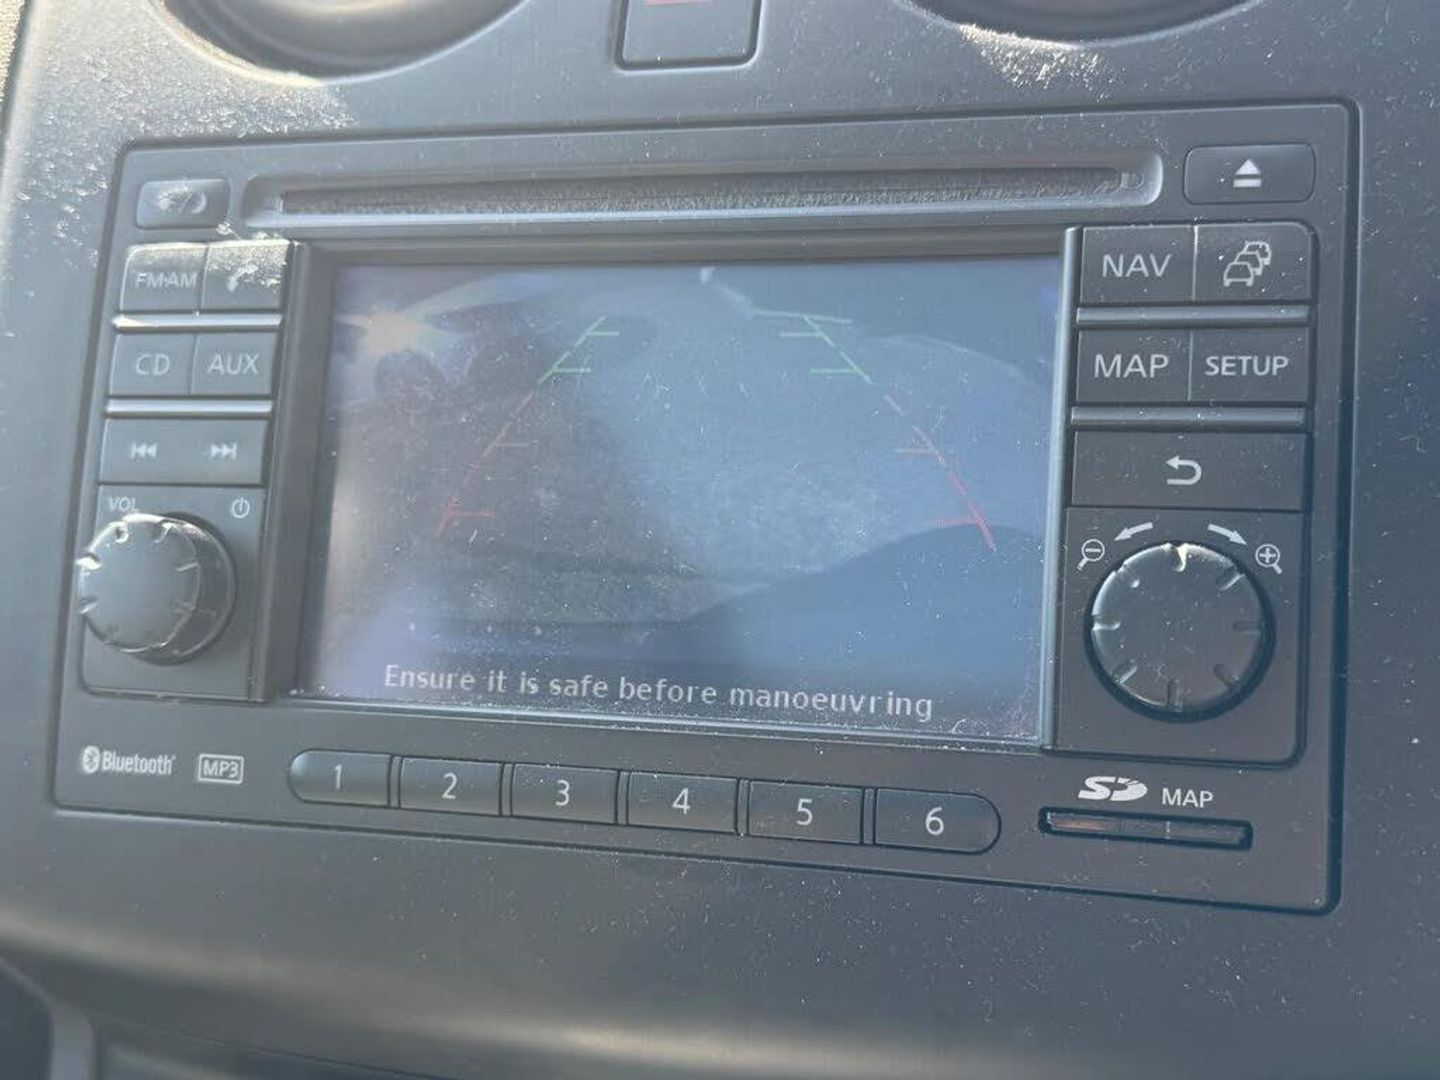 NAV
FM·AM
CD AUX
MAP SETUP
VOL
Ensure it is safe before manoeuvring
Bluetooth® MP3
1 2 3 4 5 6
SD MAP